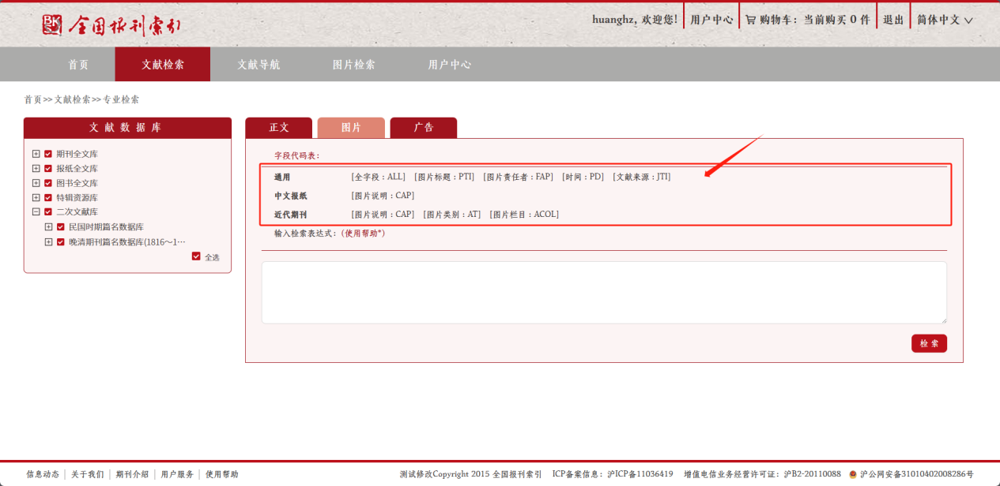 BKS 全国报刊索引
huanghz, 欢迎您! 用户中心 购物车: 当前购买 0 件 退出 简体中文
首页 文献检索 文献导航 图片检索 用户中心
首页>>文献检索>>专业检索
文献数据库
期刊全文库
报纸全文库
图书全文库
特辑资源库
二次文献库
民国时期篇名数据库
晚清期刊篇名数据库(1816～1…
全选
正文 图片 广告
字段代码表:
通用 [全字段：ALL] [图片标题：PTI] [图片责任者：FAP] [时间：PD] [文献来源：JTI]
中文报纸 [图片说明：CAP]
近代期刊 [图片说明：CAP] [图片类别：AT] [图片栏目：ACOL]
输入检索表达式: (使用帮助*)
检 索
信息动态 关于我们 期刊介绍 用户服务 使用帮助 测试修改Copyright 2015 全国报刊索引 ICP备案信息: 沪ICP备11036419 增值电信业务经营许可证: 沪B2-20110088 沪公网安备31010402008286号